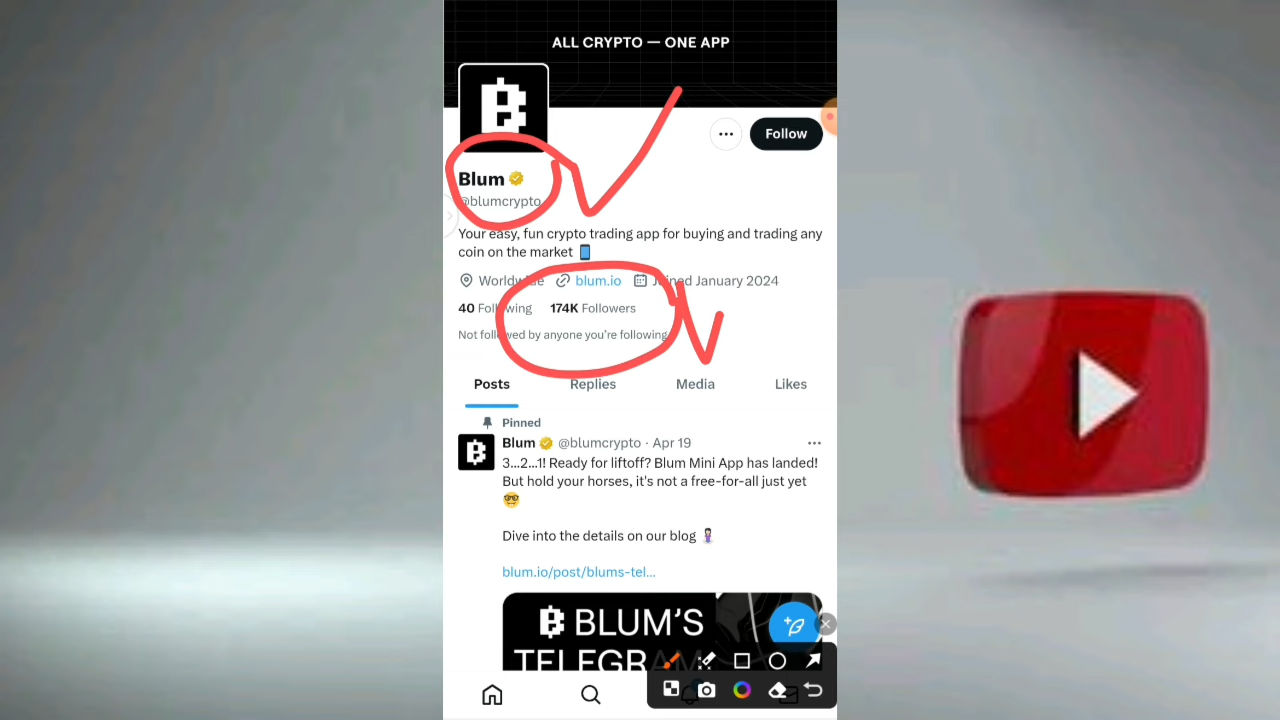 ALL CRYPTO — ONE APP
Follow
Blum
@blumcrypto
Your easy, fun crypto trading app for buying and trading any
coin on the market
Worldwide blum.io Joined January 2024
40 Following 174K Followers
Not followed by anyone you're following
Posts Replies Media Likes
Pinned
Blum @blumcrypto · Apr 19
3...2...1! Ready for liftoff? Blum Mini App has landed!
But hold your horses, it's not a free-for-all just yet
Dive into the details on our blog
blum.io/post/blums-tel...
BLUM'S
TELEGRAM